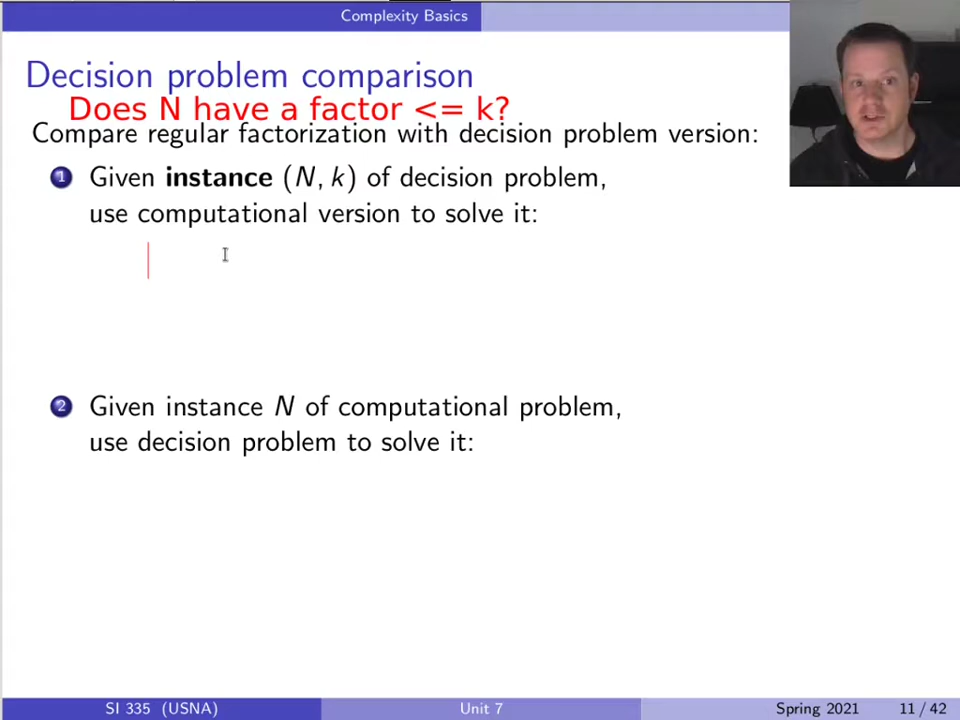 Complexity Basics
Decision problem comparison
Does N have a factor <= k?
Compare regular factorization with decision problem version:
1 Given instance (N, k) of decision problem,
use computational version to solve it:
2 Given instance N of computational problem,
use decision problem to solve it:
SI 335 (USNA) Unit 7 Spring 2021 11 / 42